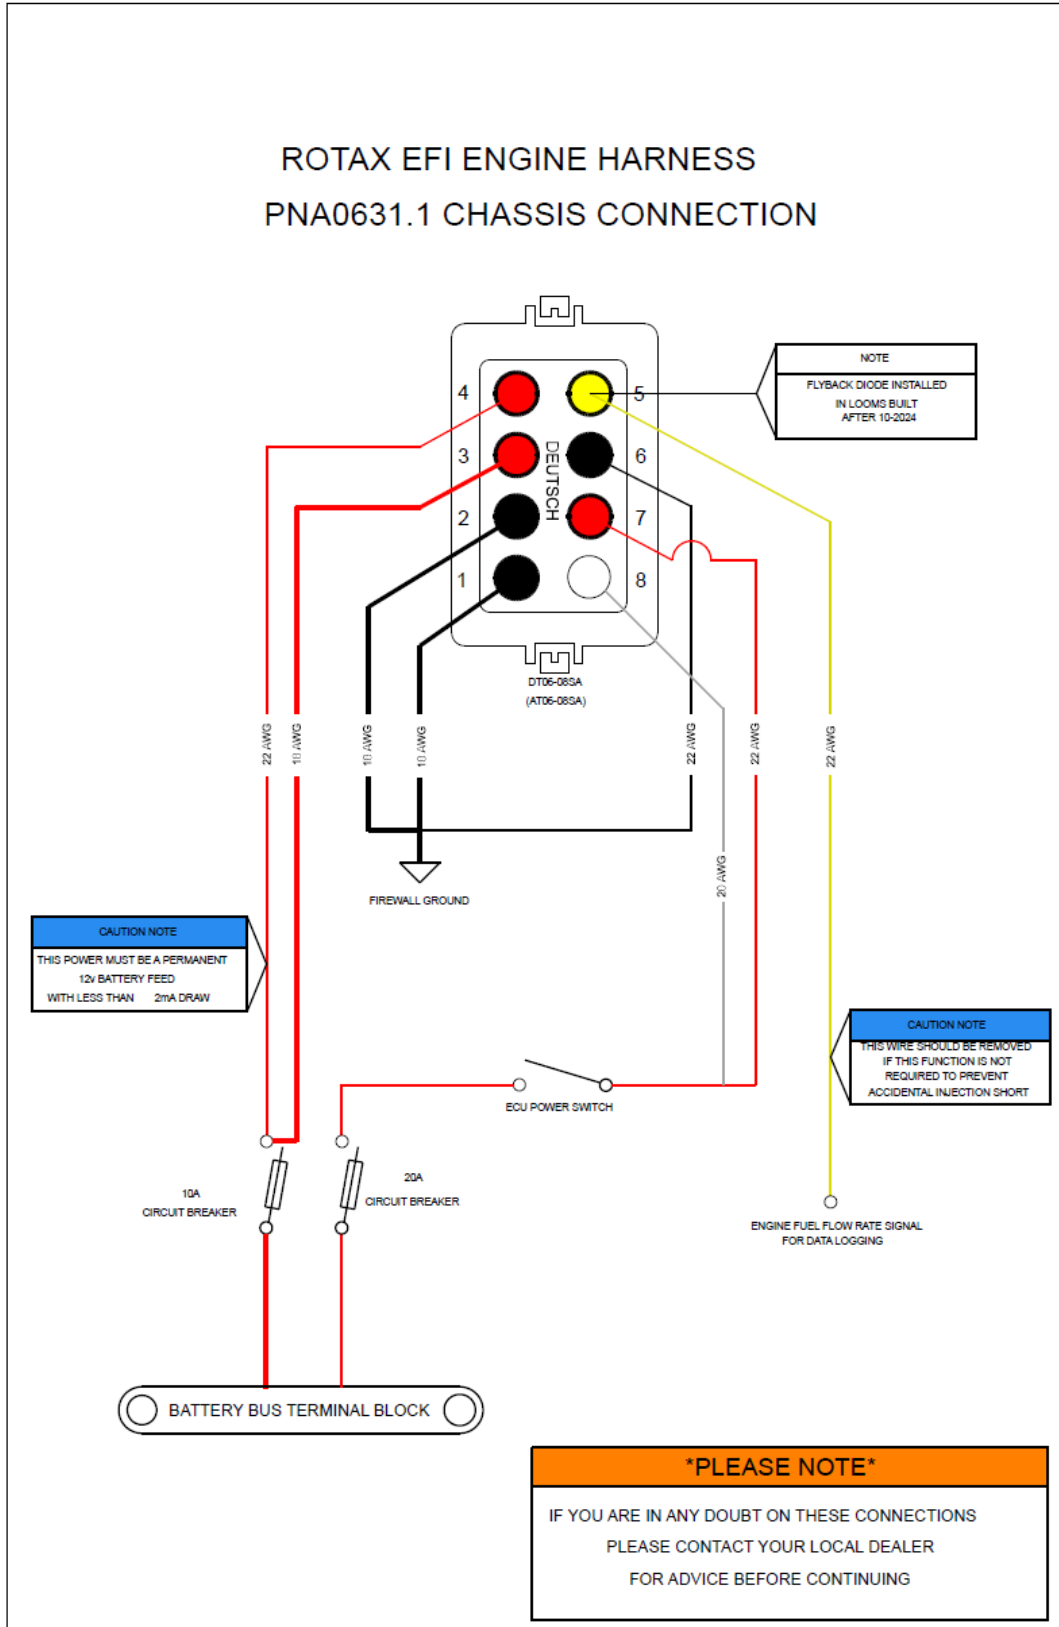 ROTAX EFI ENGINE HARNESS
PNA0631.1 CHASSIS CONNECTION
NOTE
FLYBACK DIODE INSTALLED
IN LOOMS BUILT
AFTER 10-2024
4
5
3
6
2
7
1
8
DEUTSCH
DT06-08SA
(AT06-08SA)
22 AWG
18 AWG
18 AWG
18 AWG
22 AWG
22 AWG
22 AWG
20 AWG
FIREWALL GROUND
CAUTION NOTE
THIS POWER MUST BE A PERMANENT
12v BATTERY FEED
WITH LESS THAN 2mA DRAW
CAUTION NOTE
THIS WIRE SHOULD BE REMOVED
IF THIS FUNCTION IS NOT
REQUIRED TO PREVENT
ACCIDENTAL INJECTION SHORT
ECU POWER SWITCH
10A
CIRCUIT BREAKER
20A
CIRCUIT BREAKER
ENGINE FUEL FLOW RATE SIGNAL
FOR DATA LOGGING
BATTERY BUS TERMINAL BLOCK
*PLEASE NOTE*
IF YOU ARE IN ANY DOUBT ON THESE CONNECTIONS
PLEASE CONTACT YOUR LOCAL DEALER
FOR ADVICE BEFORE CONTINUING